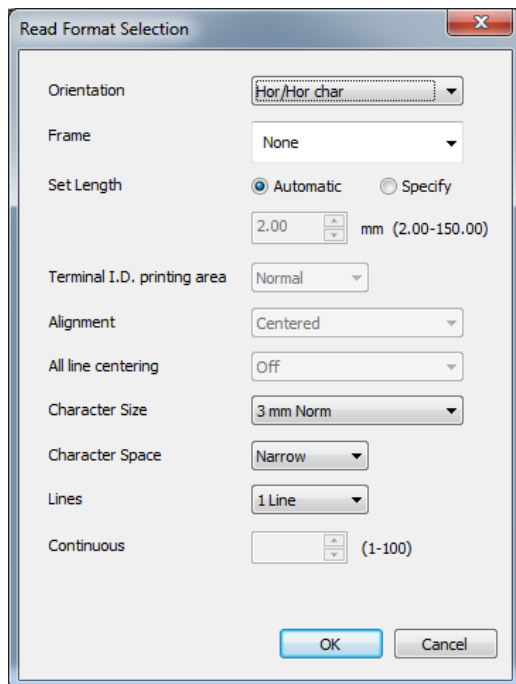 Read Format Selection
Orientation Hor/Hor char
Frame None
Set Length Automatic Specify
2.00 mm (2.00-150.00)
Terminal I.D. printing area Normal
Alignment Centered
All line centering Off
Character Size 3 mm Norm
Character Space Narrow
Lines 1 Line
Continuous (1-100)
OK Cancel